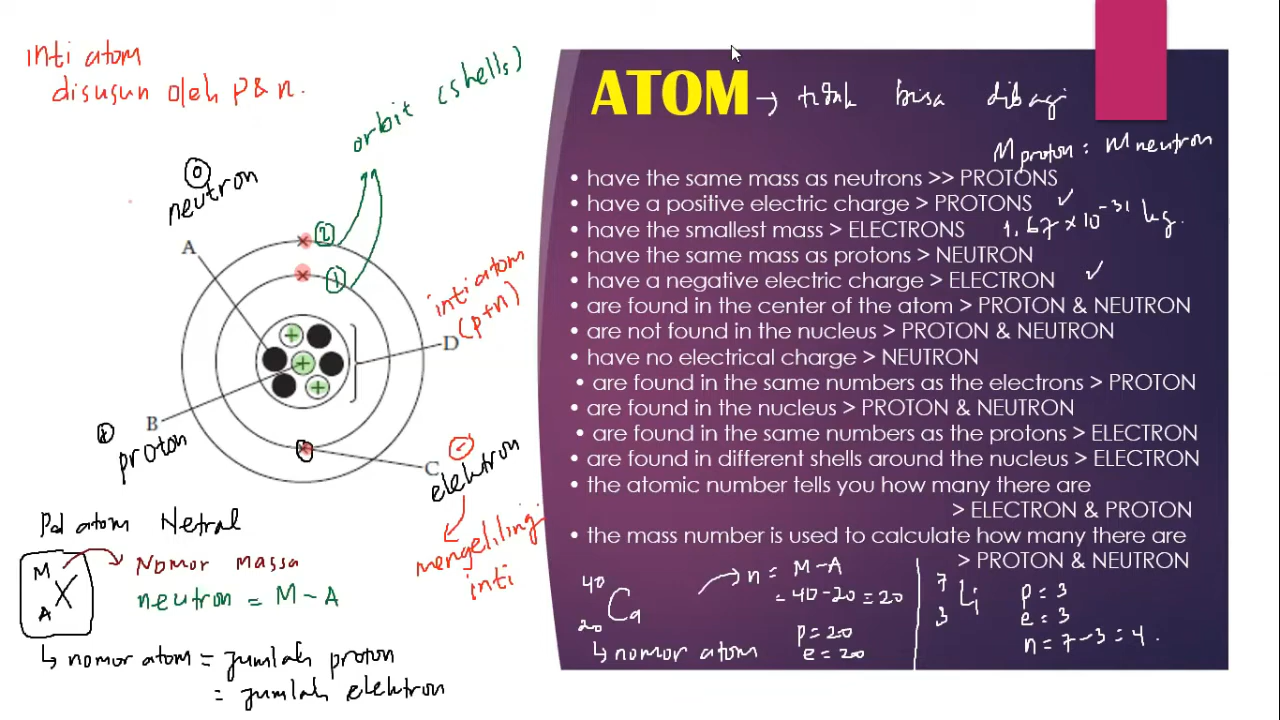 inti atom
disusun oleh p & n.
orbit (shells)
0
neutron
A
2
1
inti atom
(p+n)
D
B
+
proton
C
-
elektron
mengelilingi
inti
Pd atom Netral
M
X
A
Nomor massa
neutron = M - A
↳ nomor atom = jumlah proton
= jumlah elektron
ATOM → tidak bisa dibagi
M proton = M neutron
• have the same mass as neutrons >> PROTONS
• have a positive electric charge > PROTONS ✓
1,67 x 10⁻³¹ kg.
• have the smallest mass > ELECTRONS
• have the same mass as protons > NEUTRON
• have a negative electric charge > ELECTRON ✓
• are found in the center of the atom > PROTON & NEUTRON
• are not found in the nucleus > PROTON & NEUTRON
• have no electrical charge > NEUTRON
• are found in the same numbers as the electrons > PROTON
• are found in the nucleus > PROTON & NEUTRON
• are found in the same numbers as the protons > ELECTRON
• are found in different shells around the nucleus > ELECTRON
• the atomic number tells you how many there are
> ELECTRON & PROTON
• the mass number is used to calculate how many there are
> PROTON & NEUTRON
40
Ca
20
↳ nomor atom
n = M - A
= 40 - 20 = 20
p = 20
e = 20
7
Li
3
p = 3
e = 3
n = 7 - 3 = 4.